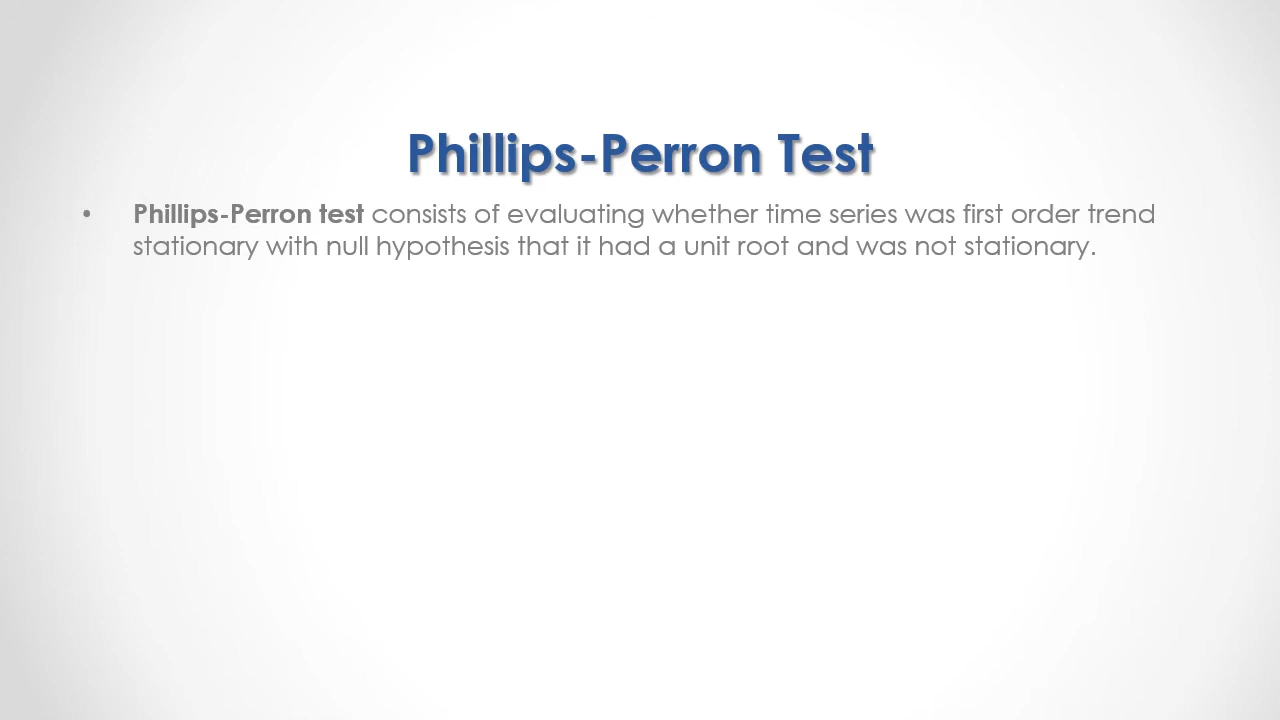 Phillips-Perron Test
• Phillips-Perron test consists of evaluating whether time series was first order trend
stationary with null hypothesis that it had a unit root and was not stationary.